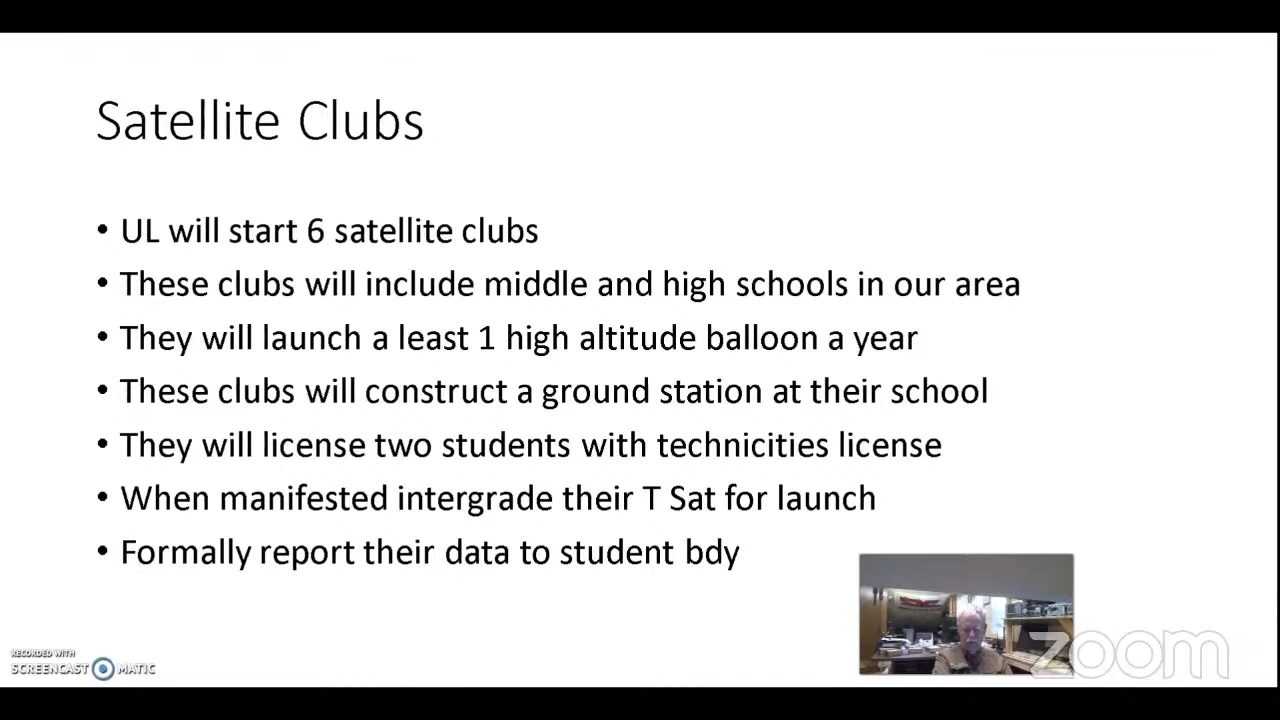 Satellite Clubs
• UL will start 6 satellite clubs
• These clubs will include middle and high schools in our area
• They will launch a least 1 high altitude balloon a year
• These clubs will construct a ground station at their school
• They will license two students with technicities license
• When manifested intergrade their T Sat for launch
• Formally report their data to student bdy
RECORDED WITH
SCREENCAST MATIC
zoom